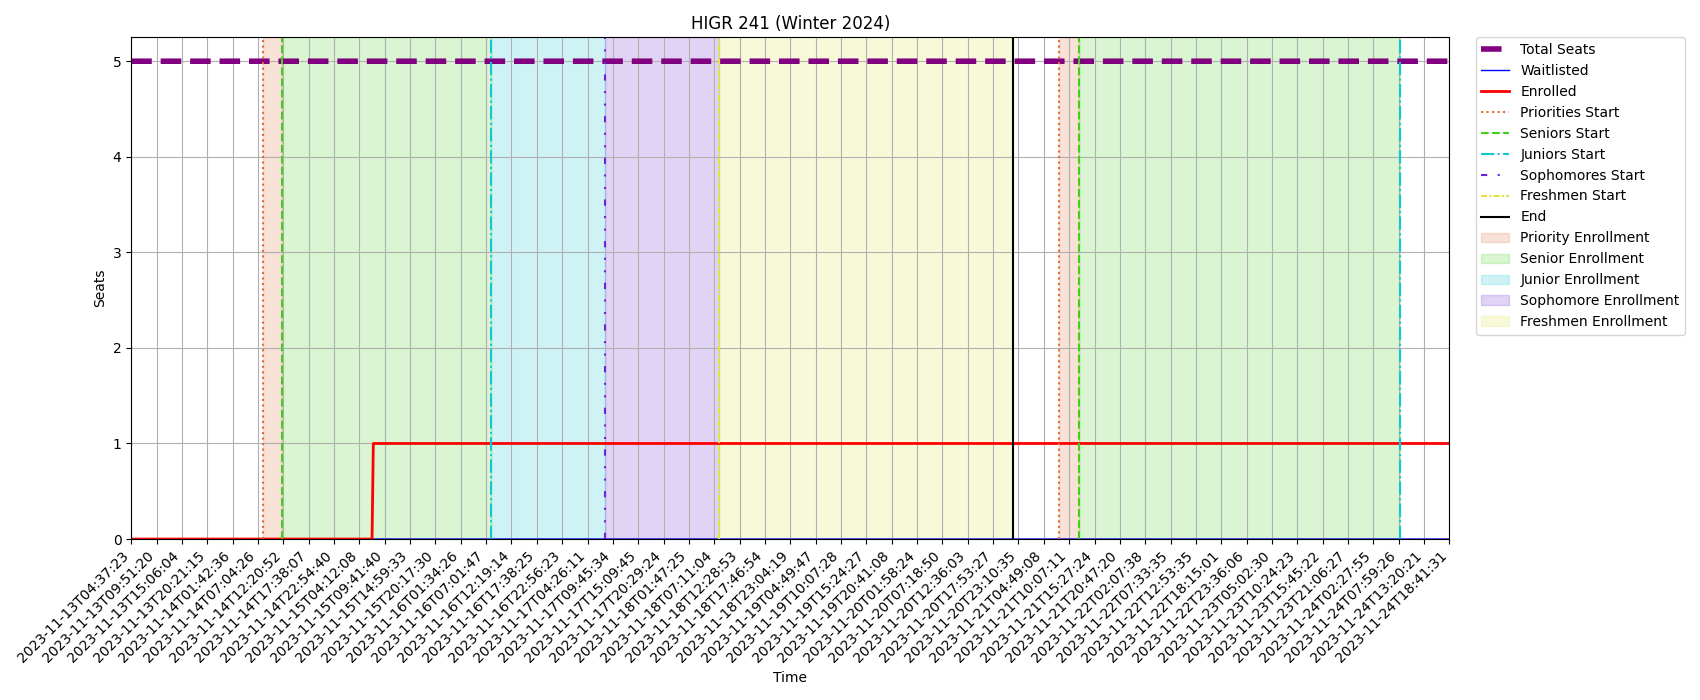 HIGR 241 (Winter 2024)
Total Seats
Waitlisted
Enrolled
Priorities Start
Seniors Start
Juniors Start
Sophomores Start
Freshmen Start
End
Priority Enrollment
Senior Enrollment
Junior Enrollment
Sophomore Enrollment
Freshmen Enrollment
Seats
5
4
3
2
1
0
2023-11-13T04:37:23
2023-11-13T09:51:20
2023-11-13T15:06:04
2023-11-13T20:21:15
2023-11-14T01:42:36
2023-11-14T07:04:26
2023-11-14T12:20:52
2023-11-14T17:38:07
2023-11-14T22:54:40
2023-11-15T04:12:08
2023-11-15T09:41:40
2023-11-15T14:59:33
2023-11-15T20:17:30
2023-11-16T01:34:26
2023-11-16T07:01:47
2023-11-16T12:19:14
2023-11-16T17:38:25
2023-11-16T22:56:23
2023-11-17T04:26:11
2023-11-17T09:45:34
2023-11-17T15:09:45
2023-11-17T20:29:24
2023-11-18T01:47:25
2023-11-18T07:11:04
2023-11-18T12:28:53
2023-11-18T17:46:54
2023-11-18T23:04:19
2023-11-19T04:49:47
2023-11-19T10:07:28
2023-11-19T15:24:27
2023-11-19T20:41:08
2023-11-20T01:58:24
2023-11-20T07:18:50
2023-11-20T12:36:03
2023-11-20T17:53:27
2023-11-20T23:10:35
2023-11-21T04:49:08
2023-11-21T10:07:11
2023-11-21T15:27:24
2023-11-21T20:47:20
2023-11-22T02:07:38
2023-11-22T07:33:35
2023-11-22T12:53:35
2023-11-22T18:15:01
2023-11-22T23:36:06
2023-11-23T05:02:30
2023-11-23T10:24:23
2023-11-23T15:45:22
2023-11-23T21:06:27
2023-11-24T02:27:55
2023-11-24T07:59:26
2023-11-24T13:20:21
2023-11-24T18:41:31
Time